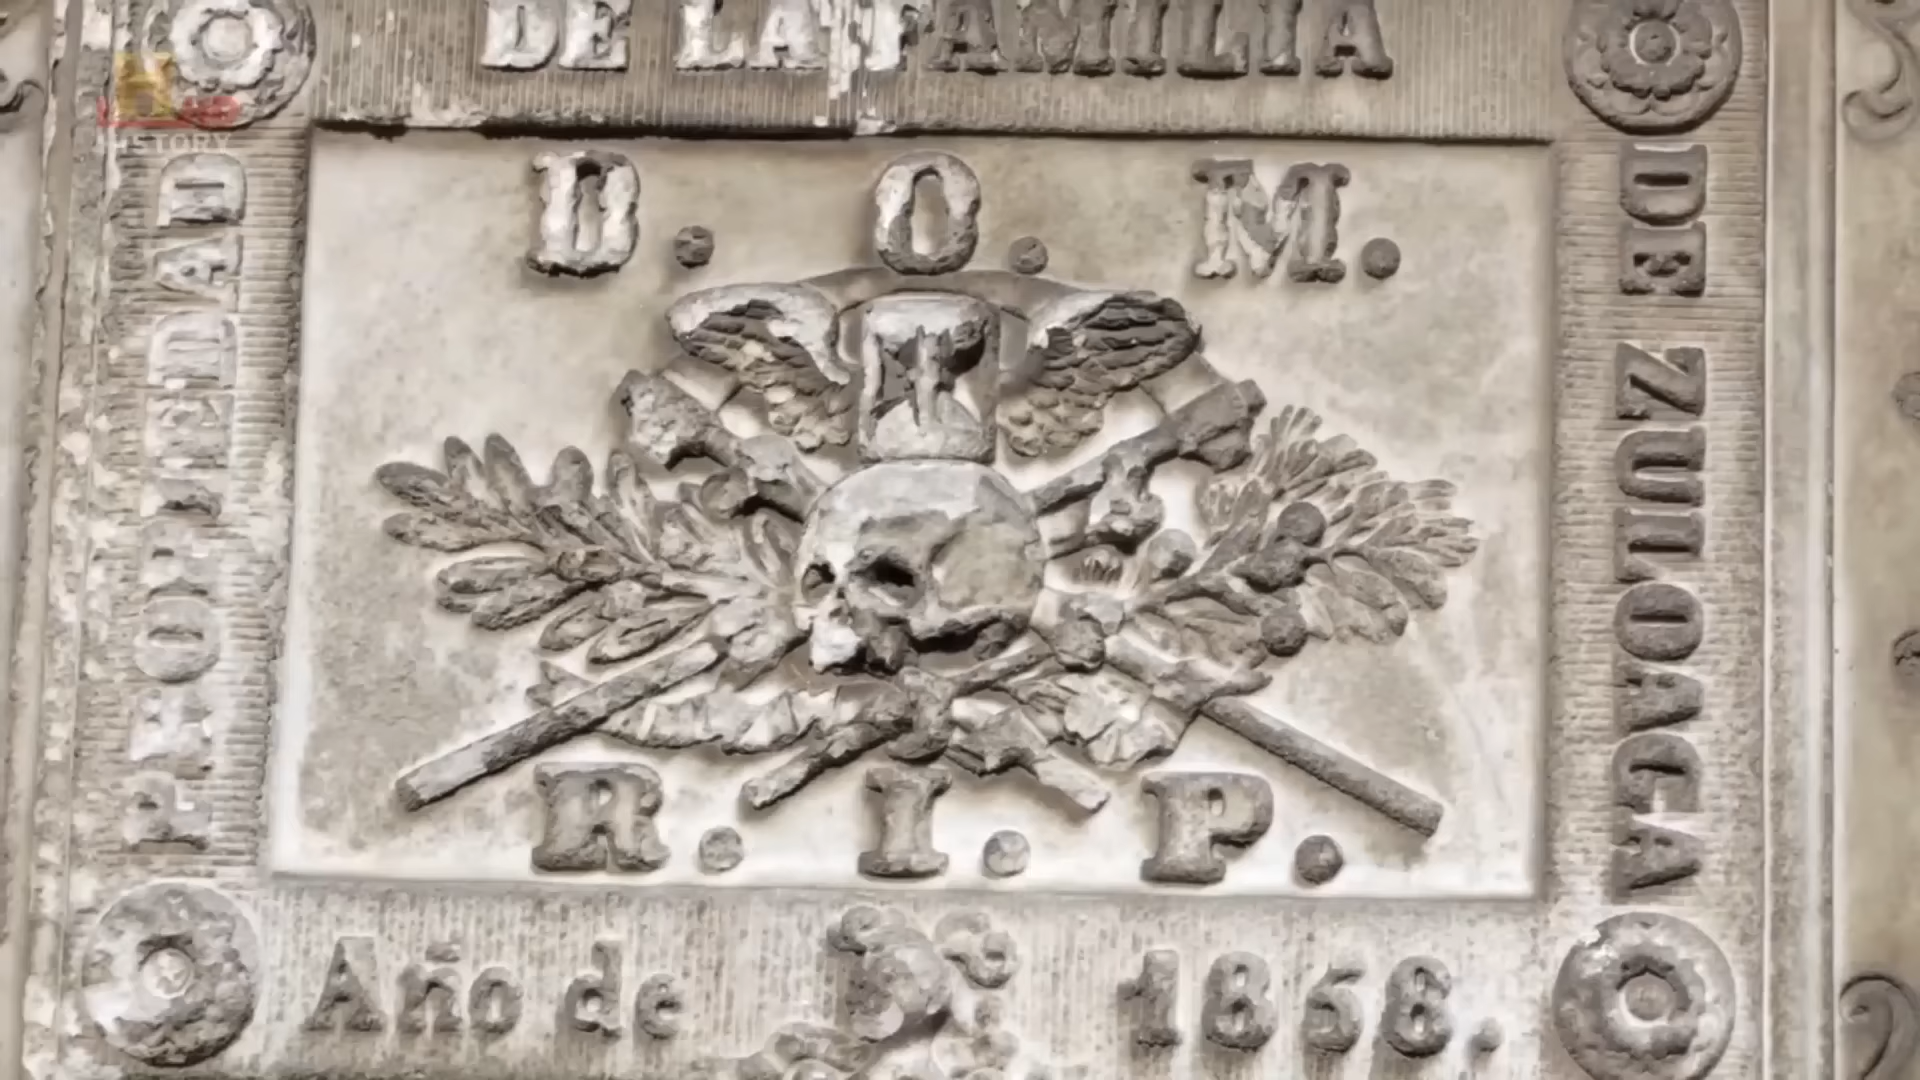 DE LA FAMILIA
HISTORY
PROPIEDAD
D. O. M.
DE ZULOAGA
R. I. P.
Año de 1868.